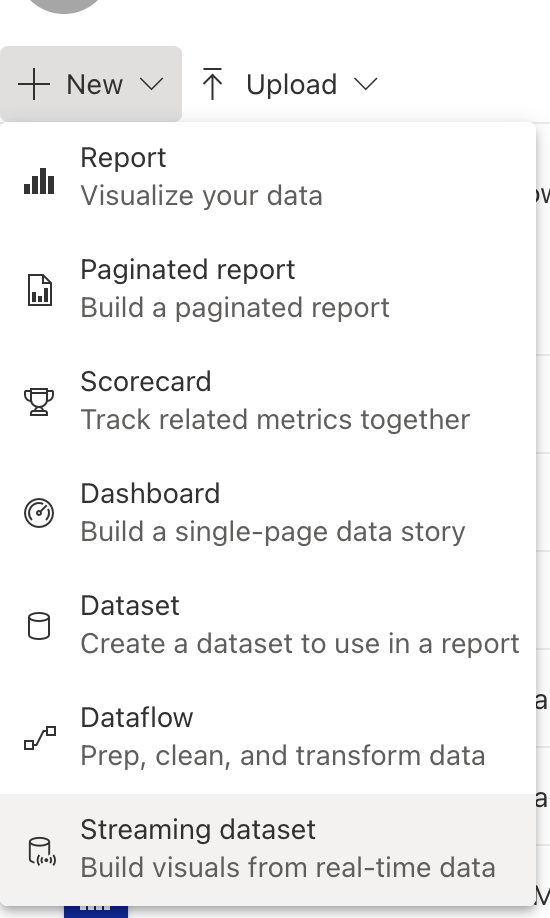 New
Upload
Report
Visualize your data
Paginated report
Build a paginated report
Scorecard
Track related metrics together
Dashboard
Build a single-page data story
Dataset
Create a dataset to use in a report
Dataflow
Prep, clean, and transform data
Streaming dataset
Build visuals from real-time data